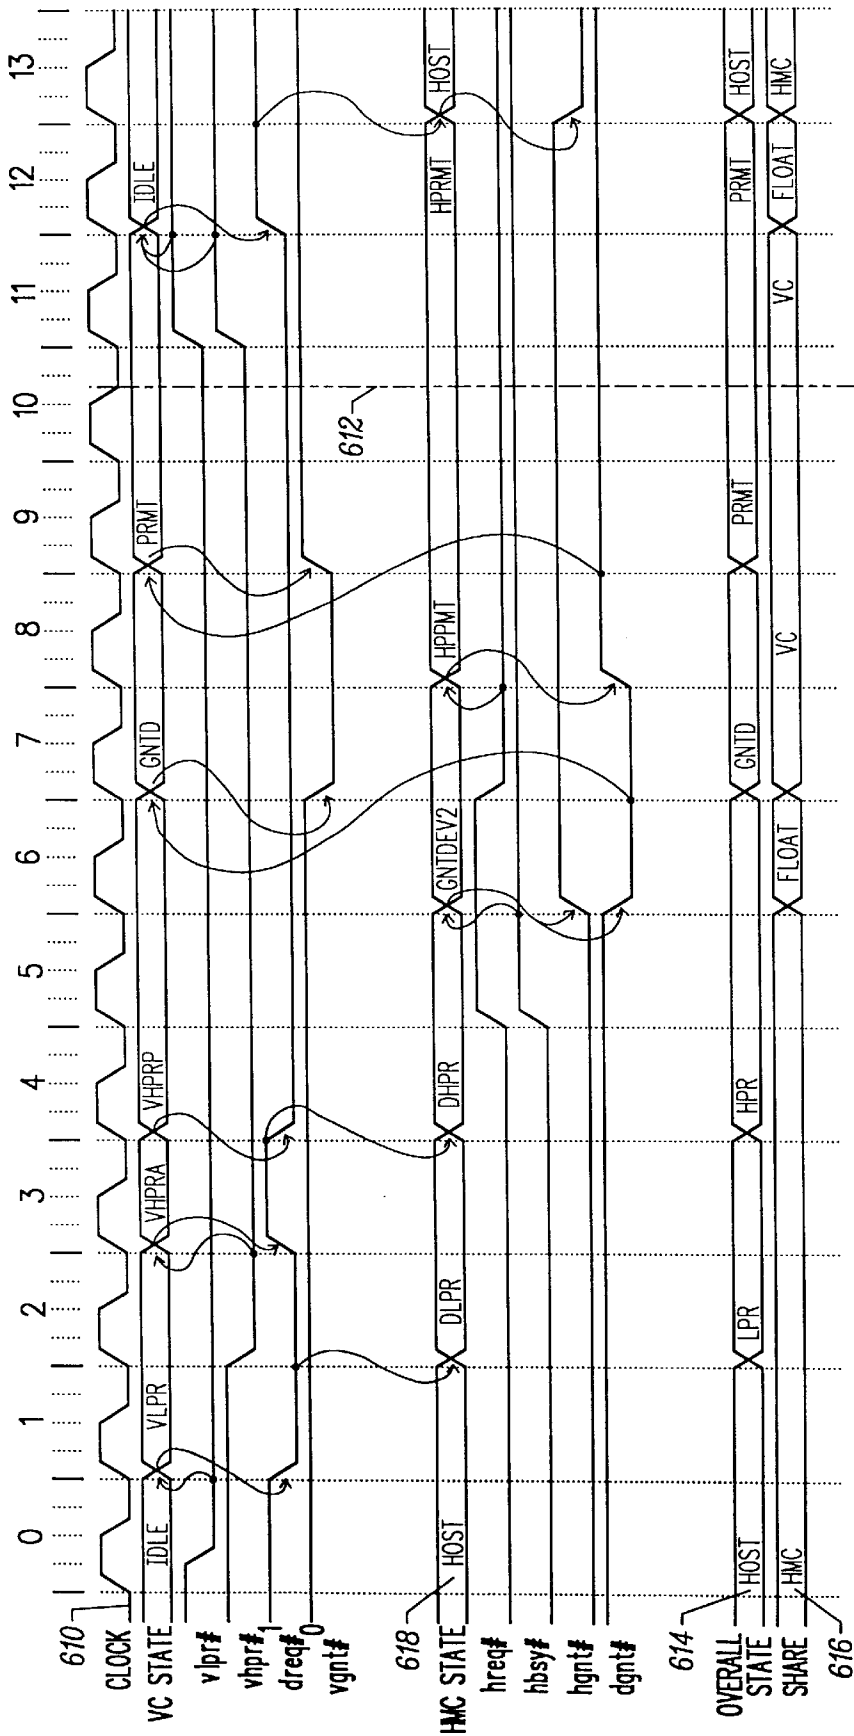 0 1 2 3 4 5 6 7 8 9 10 11 12 13
610
CLOCK
VC STATE IDLE VLPR VHPRA VHPRP GNTD PRMT IDLE
vlpr#
vhpr#
dreq# 1
vgnt# 0
612
618
HMC STATE HOST DLPR DHPR GNTDEV2 HPPMT HPRMT HOST
hreq#
hbsy#
hgnt#
dgnt#
614
OVERALL
STATE HOST LPR HPR GNTD PRMT PRMT HOST
SHARE HMC FLOAT VC VC FLOAT HMC
616